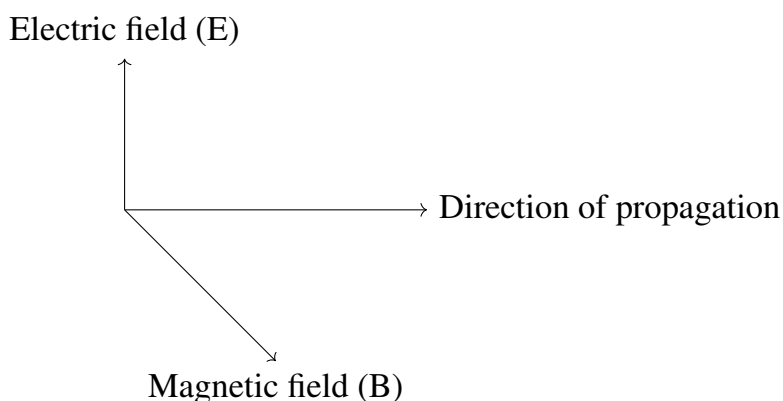 Electric field (E)
Direction of propagation
Magnetic field (B)